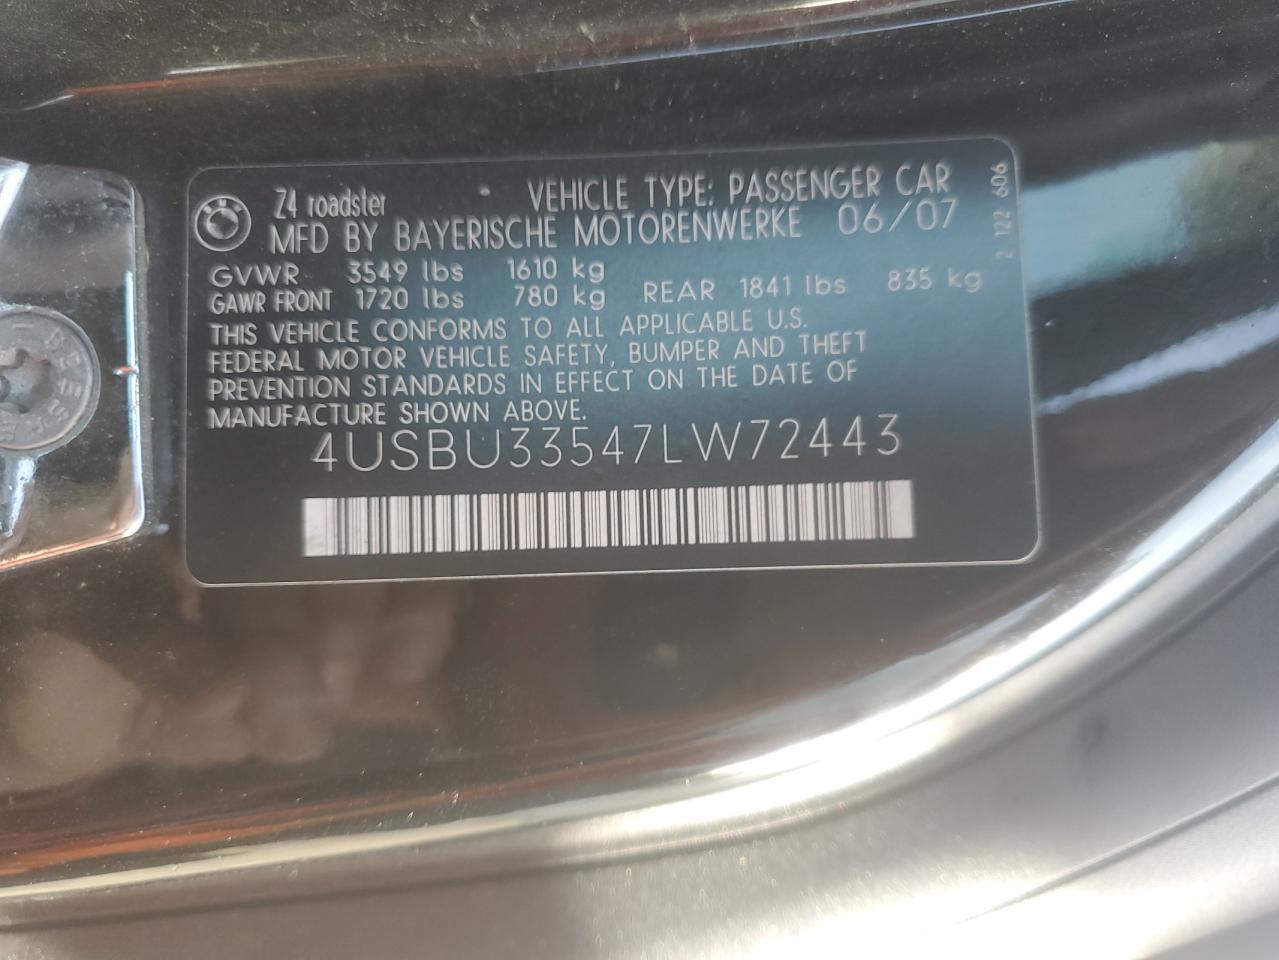 Z4 roadster VEHICLE TYPE: PASSENGER CAR
MFD BY BAYERISCHE MOTORENWERKE 06/07
GVWR 3549 lbs 1610 kg
GAWR FRONT 1720 lbs 780 kg REAR 1841 lbs 835 kg
THIS VEHICLE CONFORMS TO ALL APPLICABLE U.S.
FEDERAL MOTOR VEHICLE SAFETY, BUMPER AND THEFT
PREVENTION STANDARDS IN EFFECT ON THE DATE OF
MANUFACTURE SHOWN ABOVE.
4USBU33547LW72443
2 122 606